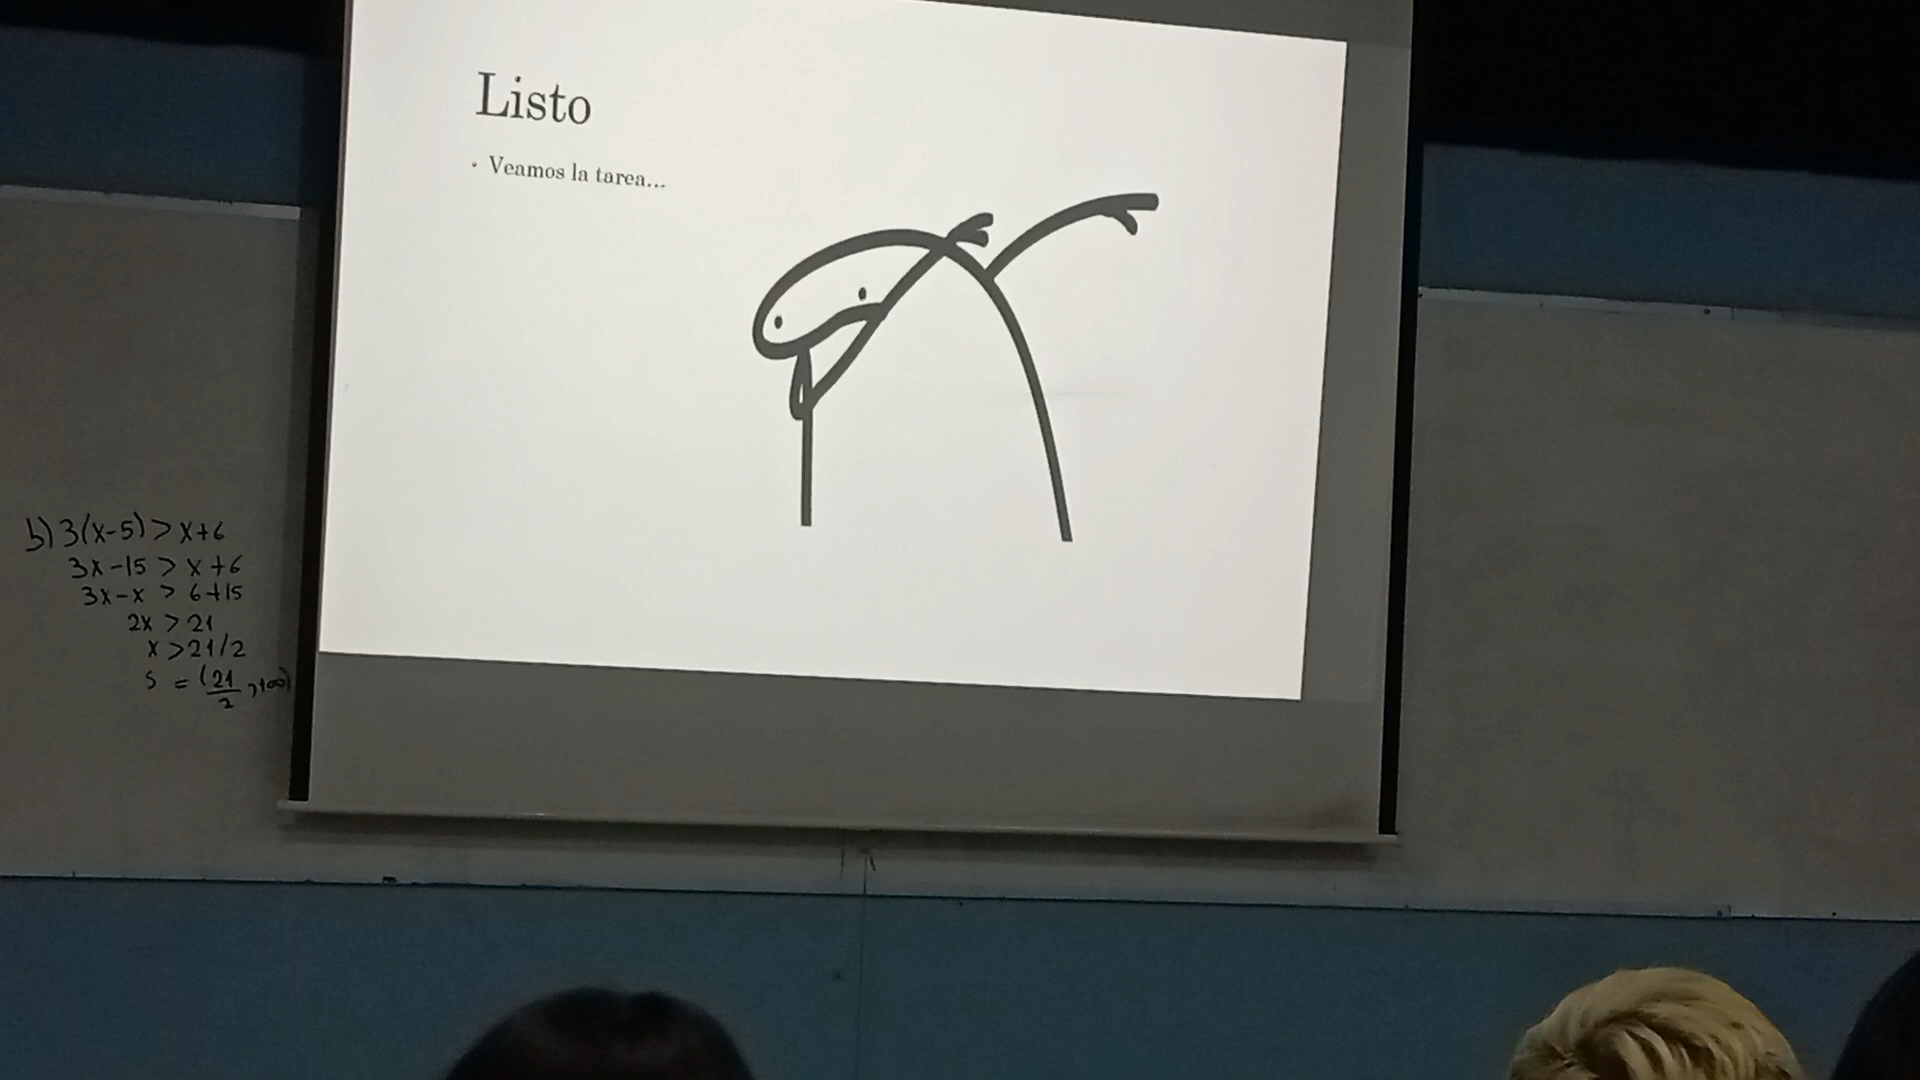 Listo
• Veamos la tarea...
b) 3(x-5) > x+6
3x-15 > x+6
3x-x > 6+15
2x > 21
x > 21/2
S = (21/2, +∞)